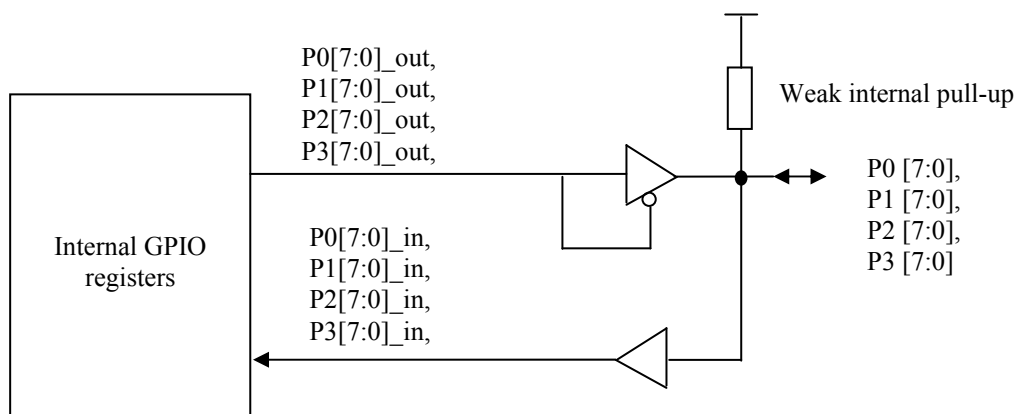 P0[7:0]_out,
P1[7:0]_out,
P2[7:0]_out,
P3[7:0]_out,
Weak internal pull-up
P0 [7:0],
P1 [7:0],
P2 [7:0],
P3 [7:0]
Internal GPIO
registers
P0[7:0]_in,
P1[7:0]_in,
P2[7:0]_in,
P3[7:0]_in,